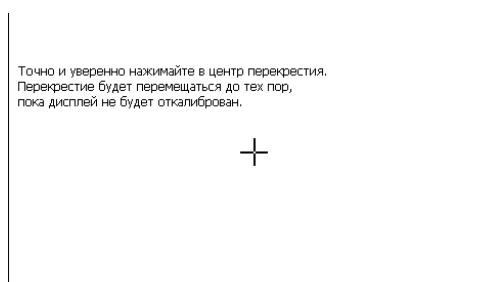 Точно и уверенно нажимайте в центр перекрестия.
Перекрестие будет перемещаться до тех пор,
пока дисплей не будет откалиброван.